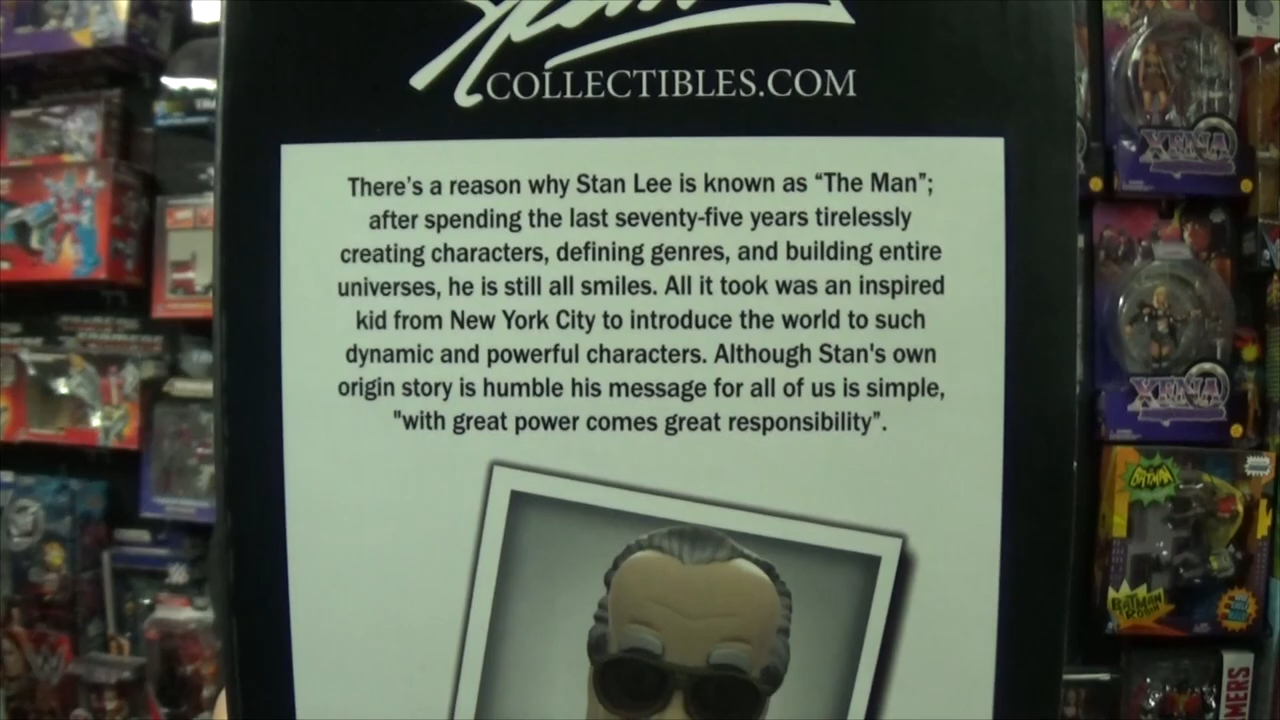 Stan
COLLECTIBLES.COM
There's a reason why Stan Lee is known as “The Man”;
after spending the last seventy-five years tirelessly
creating characters, defining genres, and building entire
universes, he is still all smiles. All it took was an inspired
kid from New York City to introduce the world to such
dynamic and powerful characters. Although Stan's own
origin story is humble his message for all of us is simple,
"with great power comes great responsibility”.
XENA
XENA
BATMAN
BATMAN